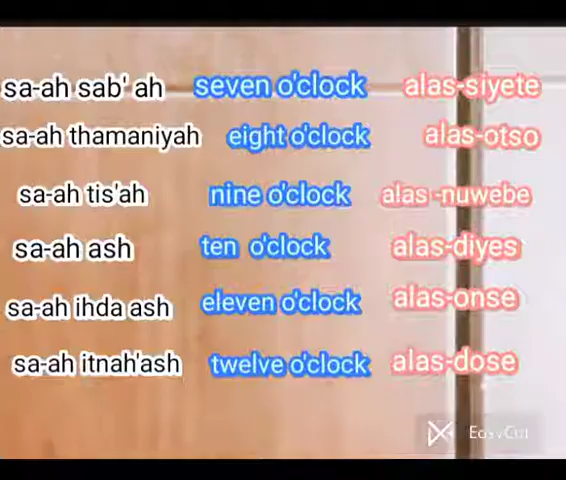 sa-ah sab' ah seven o'clock alas-siyete
sa-ah thamaniyah eight o'clock alas-otso
sa-ah tis'ah nine o'clock alas -nuwebe
sa-ah ash ten o'clock alas-diyes
sa-ah ihda ash eleven o'clock alas-onse
sa-ah itnah'ash twelve o'clock alas-dose
EasyCut